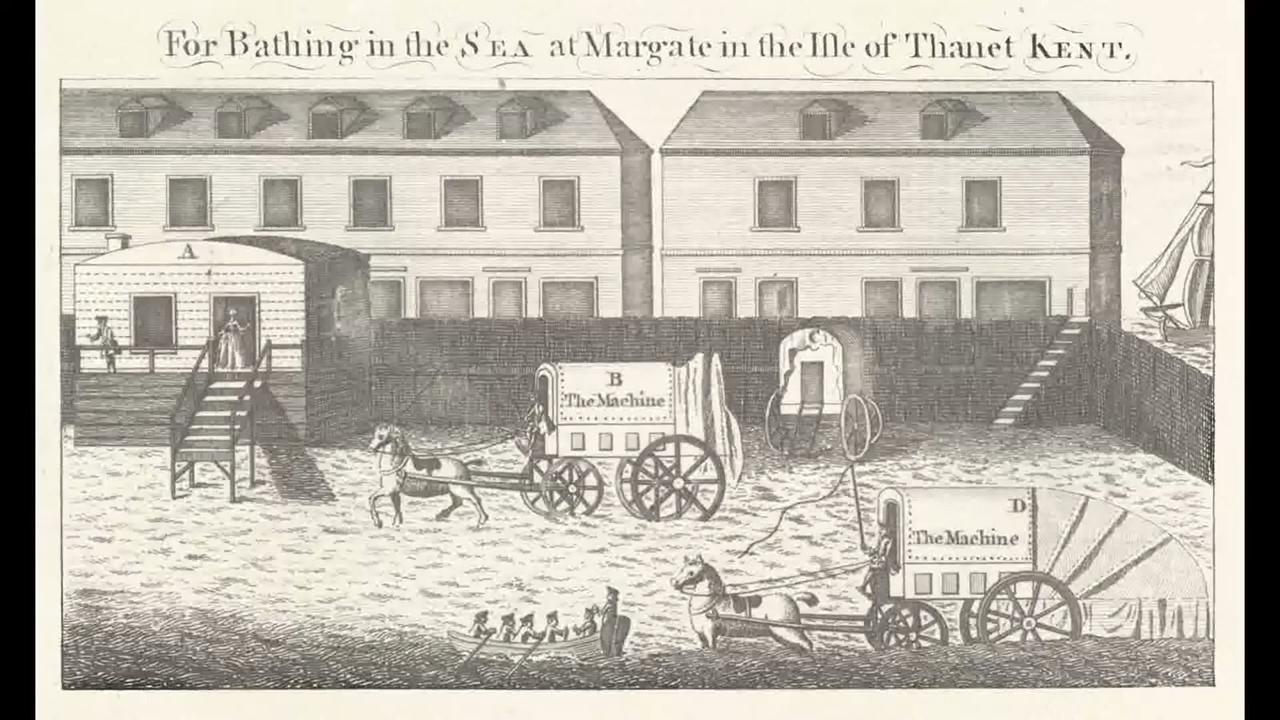 For Bathing in the SEA at Margate in the Iſle of Thanet KENT.
A
B
The Machine
C
D
The Machine